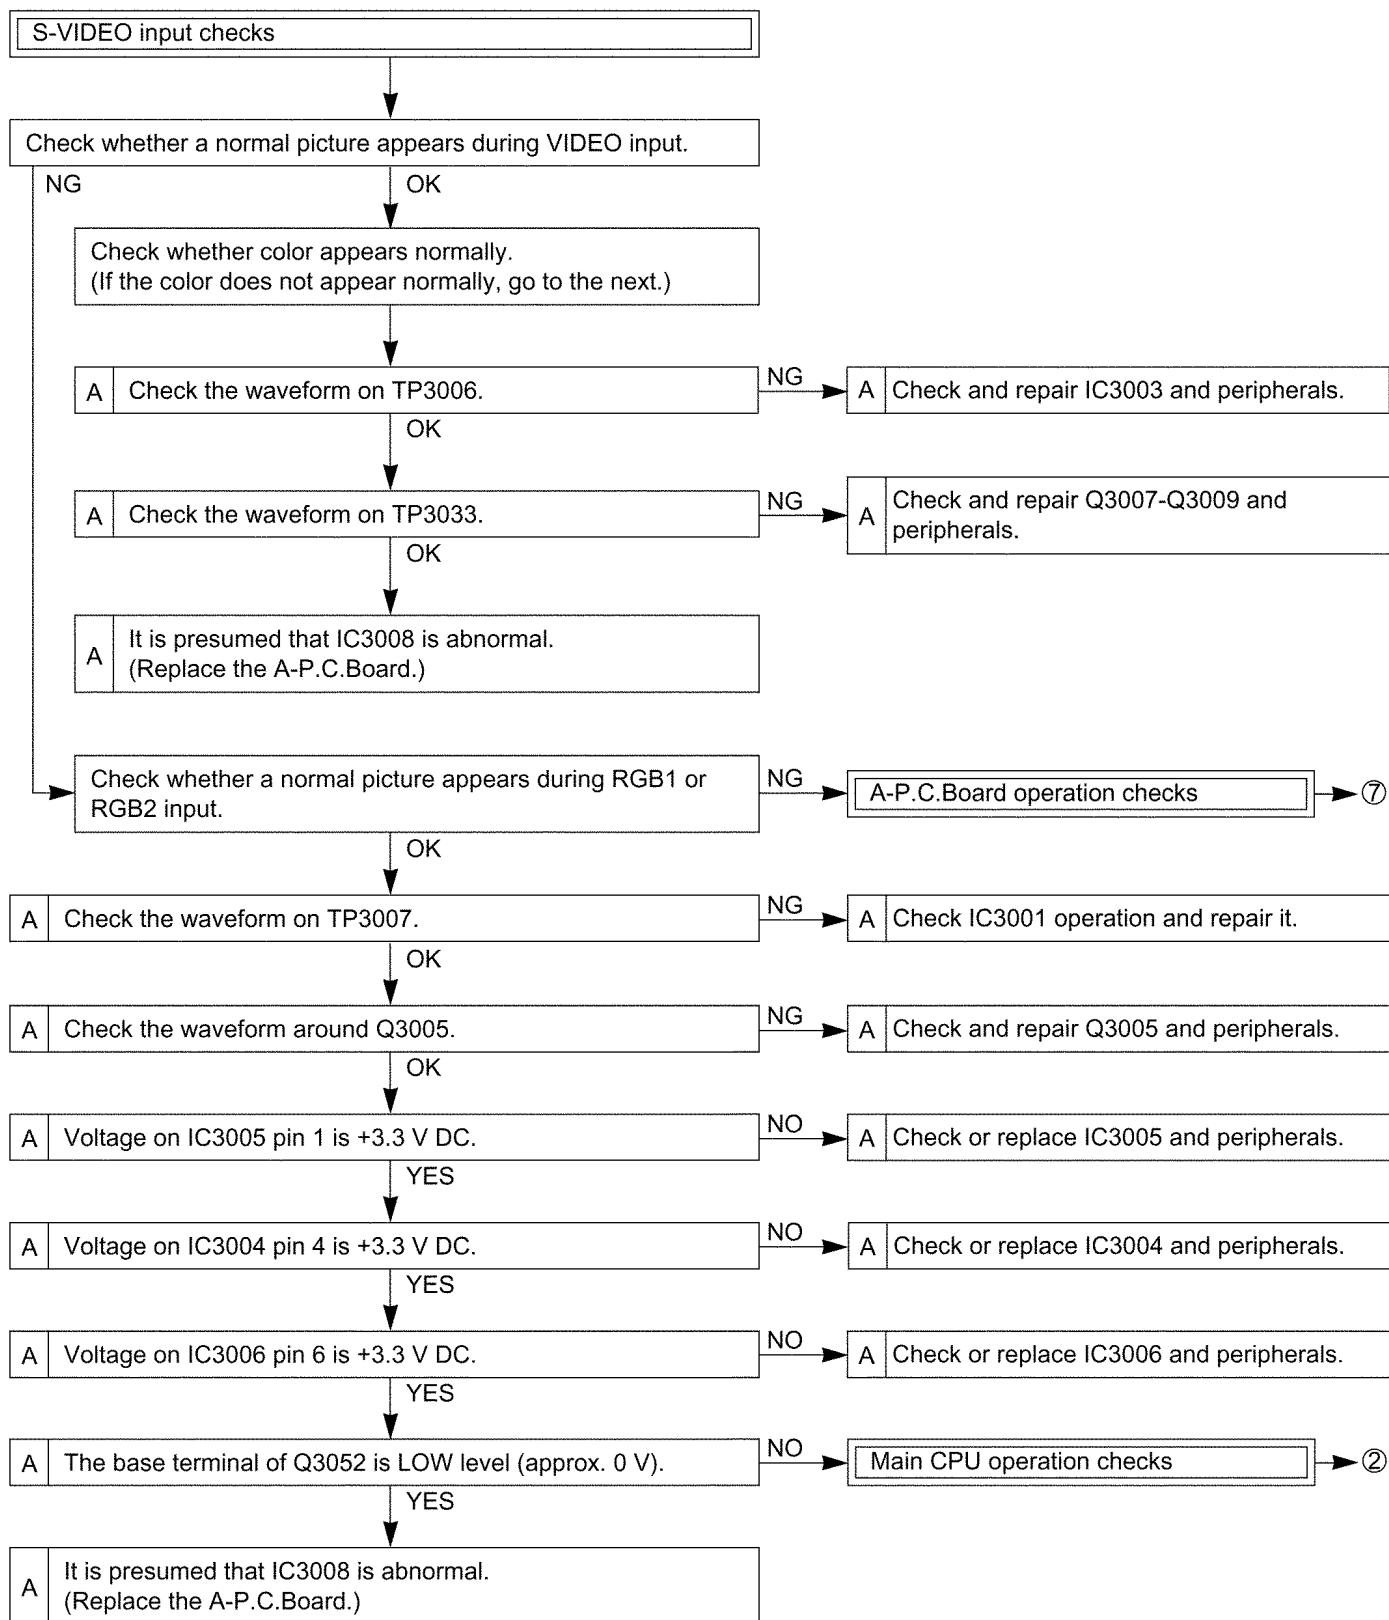 S-VIDEO input checks
Check whether a normal picture appears during VIDEO input.
NG
OK
Check whether color appears normally.
(If the color does not appear normally, go to the next.)
A
Check the waveform on TP3006.
NG
A
Check and repair IC3003 and peripherals.
OK
A
Check the waveform on TP3033.
NG
A
Check and repair Q3007-Q3009 and
peripherals.
OK
A
It is presumed that IC3008 is abnormal.
(Replace the A-P.C.Board.)
Check whether a normal picture appears during RGB1 or
RGB2 input.
NG
A-P.C.Board operation checks
⑦
OK
A
Check the waveform on TP3007.
NG
A
Check IC3001 operation and repair it.
OK
A
Check the waveform around Q3005.
NG
A
Check and repair Q3005 and peripherals.
OK
A
Voltage on IC3005 pin 1 is +3.3 V DC.
NO
A
Check or replace IC3005 and peripherals.
YES
A
Voltage on IC3004 pin 4 is +3.3 V DC.
NO
A
Check or replace IC3004 and peripherals.
YES
A
Voltage on IC3006 pin 6 is +3.3 V DC.
NO
A
Check or replace IC3006 and peripherals.
YES
A
The base terminal of Q3052 is LOW level (approx. 0 V).
NO
Main CPU operation checks
②
YES
A
It is presumed that IC3008 is abnormal.
(Replace the A-P.C.Board.)